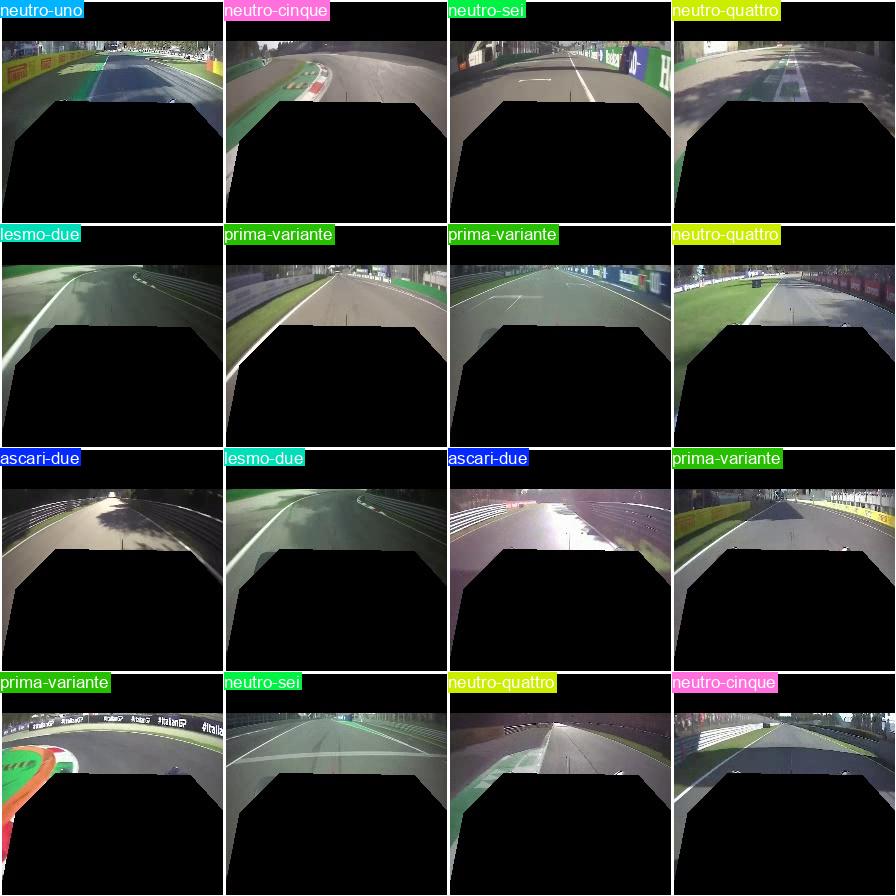 neutro-uno
neutro-cinque
neutro-sei
neutro-quattro
lesmo-due
prima-variante
prima-variante
neutro-quattro
ascari-due
lesmo-due
ascari-due
prima-variante
prima-variante
neutro-sei
neutro-quattro
neutro-cinque